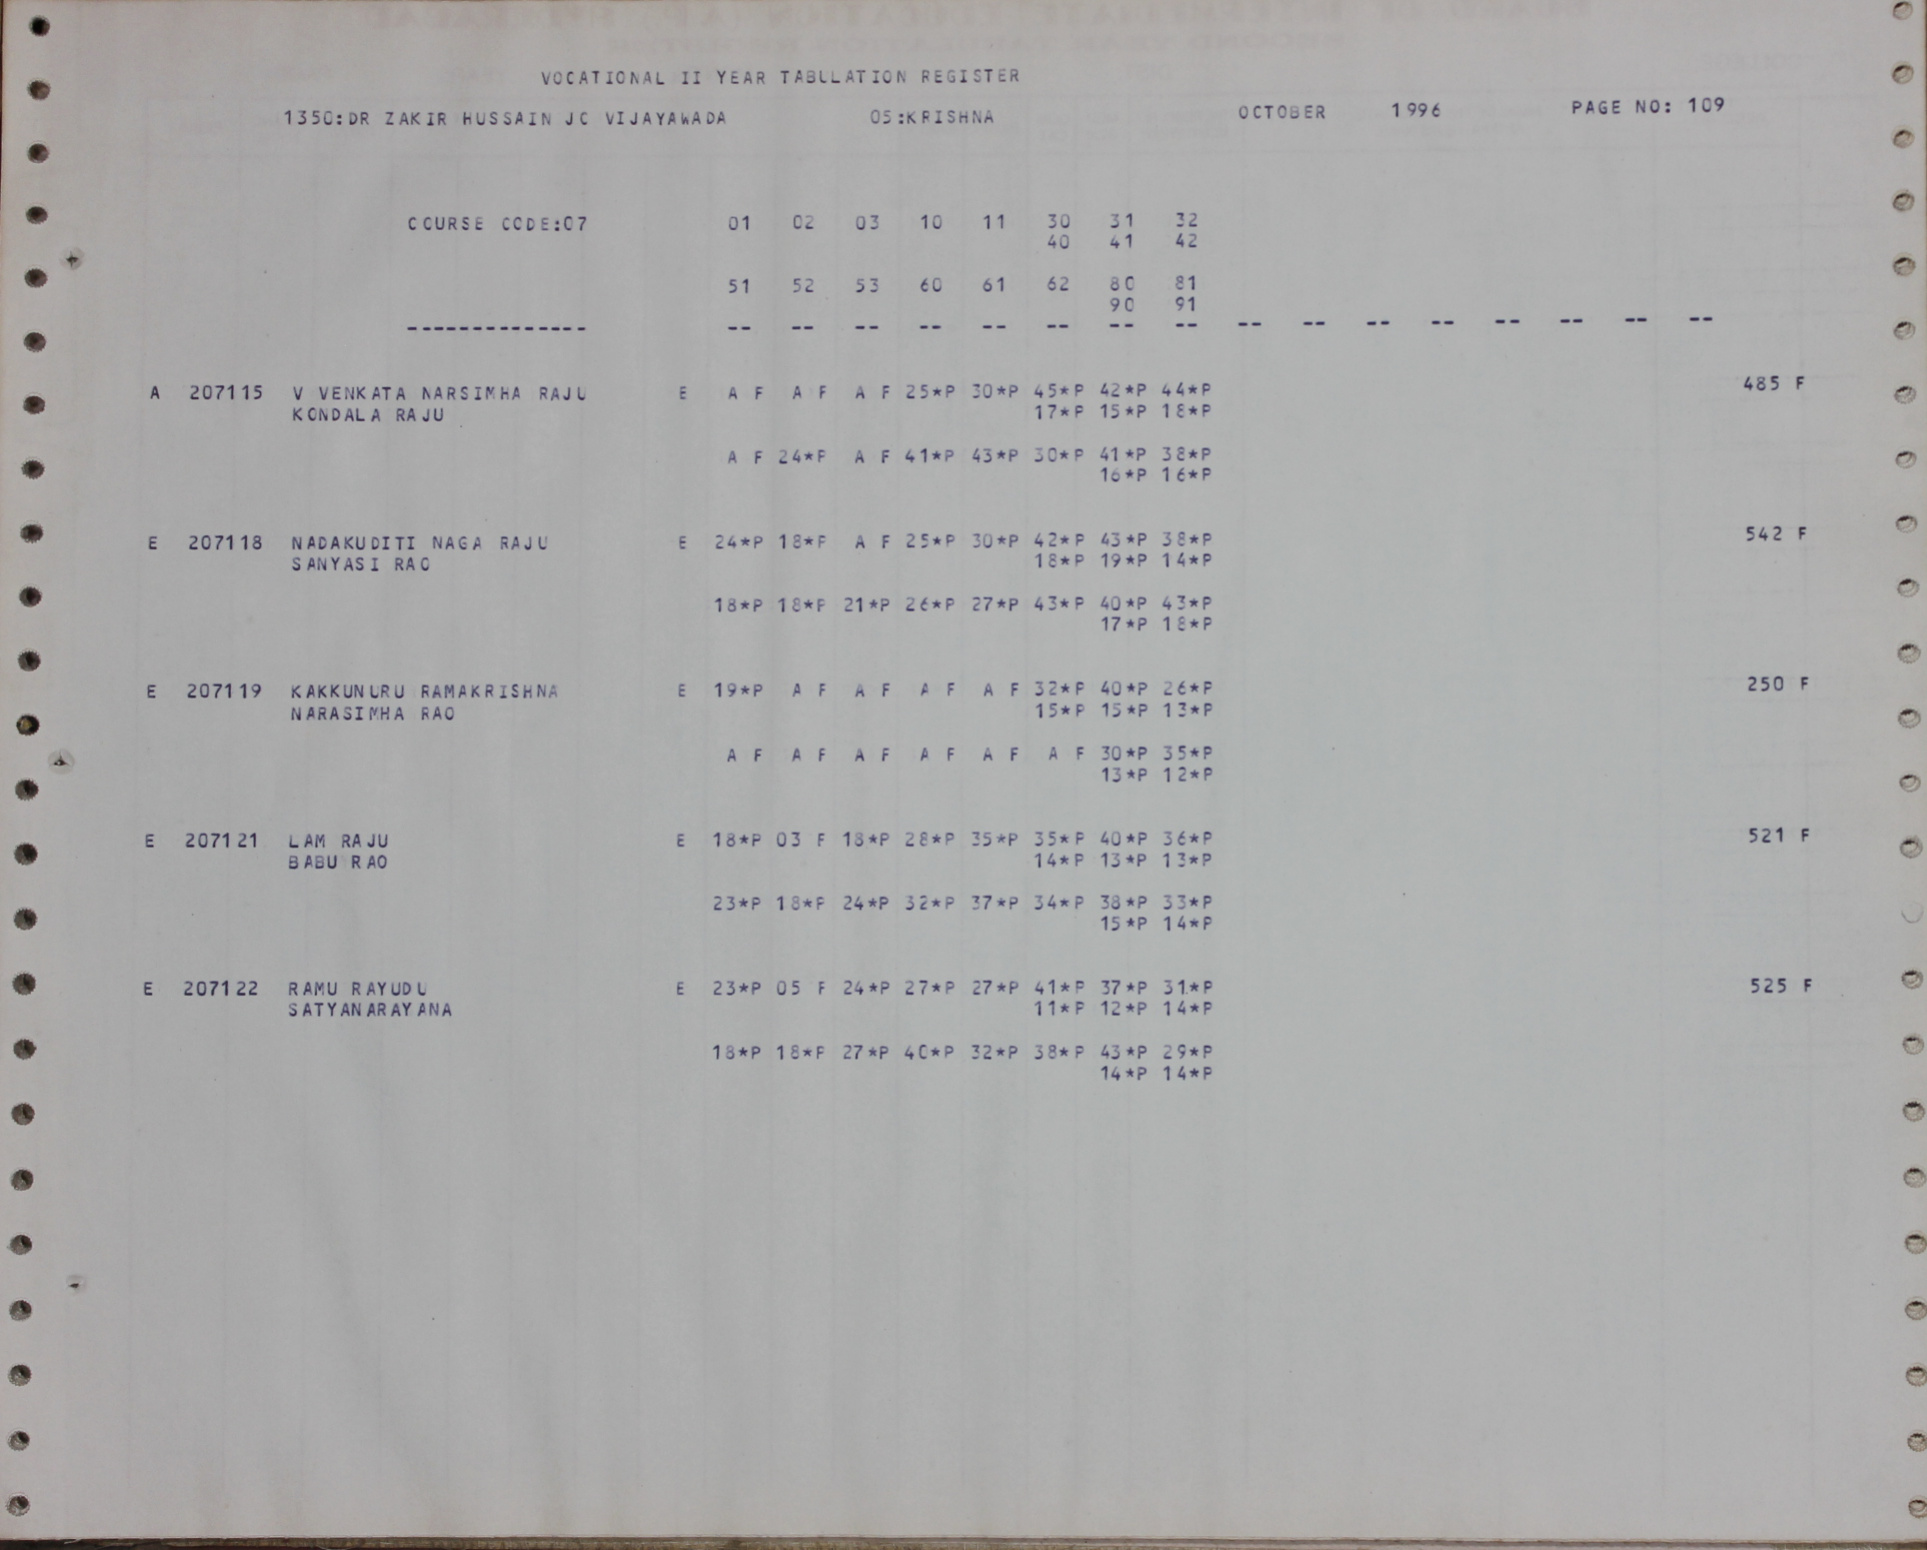 VOCATIONAL II YEAR TABULATION REGISTER
1350:DR ZAKIR HUSSAIN JC VIJAYAWADA 05:KRISHNA OCTOBER 1996 PAGE NO: 109
COURSE CODE:07 01 02 03 10 11 30 31 32
40 41 42
51 52 53 60 61 62 80 81
90 91
-------------- -- -- -- -- -- -- -- -- -- -- -- -- -- -- -- --
A 207115 V VENKATA NARSIMHA RAJU E A F A F A F 25*P 30*P 45*P 42*P 44*P 485 F
KONDALA RAJU 17*P 15*P 18*P
A F 24*P A F 41*P 43*P 30*P 41*P 38*P
16*P 16*P
E 207118 NADAKUDITI NAGA RAJU E 24*P 18*P A F 25*P 30*P 42*P 43*P 38*P 542 F
SANYASI RAO 18*P 19*P 14*P
18*P 18*P 21*P 26*P 27*P 43*P 40*P 43*P
17*P 18*P
E 207119 KAKKUNURU RAMAKRISHNA E 19*P A F A F A F A F 32*P 40*P 26*P 250 F
NARASIMHA RAO 15*P 15*P 13*P
A F A F A F A F A F A F 30*P 35*P
13*P 12*P
E 207121 LAM RAJU E 18*P 03 F 18*P 28*P 35*P 35*P 40*P 36*P 521 F
BABU RAO 14*P 13*P 13*P
23*P 18*P 24*P 32*P 37*P 34*P 38*P 33*P
15*P 14*P
E 207122 RAMU RAYUDU E 23*P 05 F 24*P 27*P 27*P 41*P 37*P 31*P 525 F
SATYANARAYANA 11*P 12*P 14*P
18*P 18*P 27*P 40*P 32*P 38*P 43*P 29*P
14*P 14*P